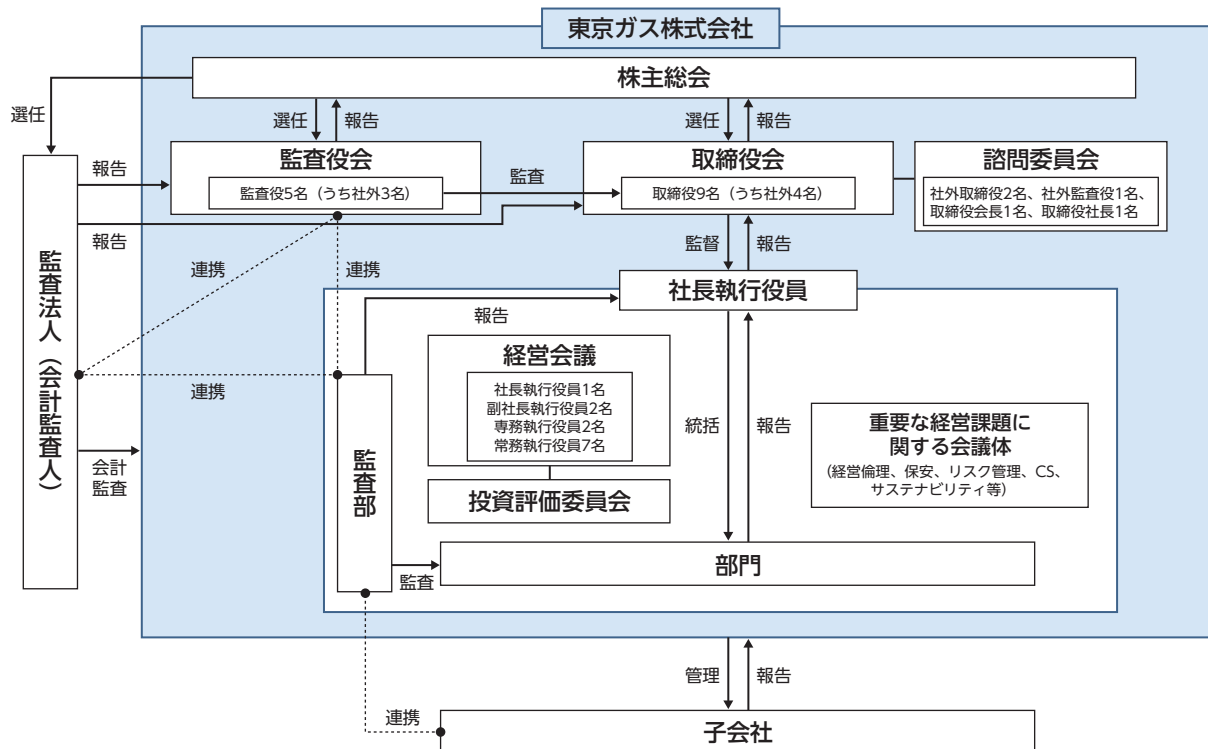 東京ガス株式会社
株主総会
選任
選任
報告
選任
報告
監査役会
監査役5名（うち社外3名）
報告
監査
取締役会
取締役9名（うち社外4名）
諮問委員会
社外取締役2名、社外監査役1名、
取締役会長1名、取締役社長1名
報告
監督
報告
連携
連携
監査法人（会計監査人）
社長執行役員
報告
経営会議
社長執行役員1名
副社長執行役員2名
専務執行役員2名
常務執行役員7名
連携
統括
報告
重要な経営課題に
関する会議体
（経営倫理、保安、リスク管理、CS、
サステナビリティ等）
会計
監査
監査部
投資評価委員会
部門
監査
管理
報告
連携
子会社